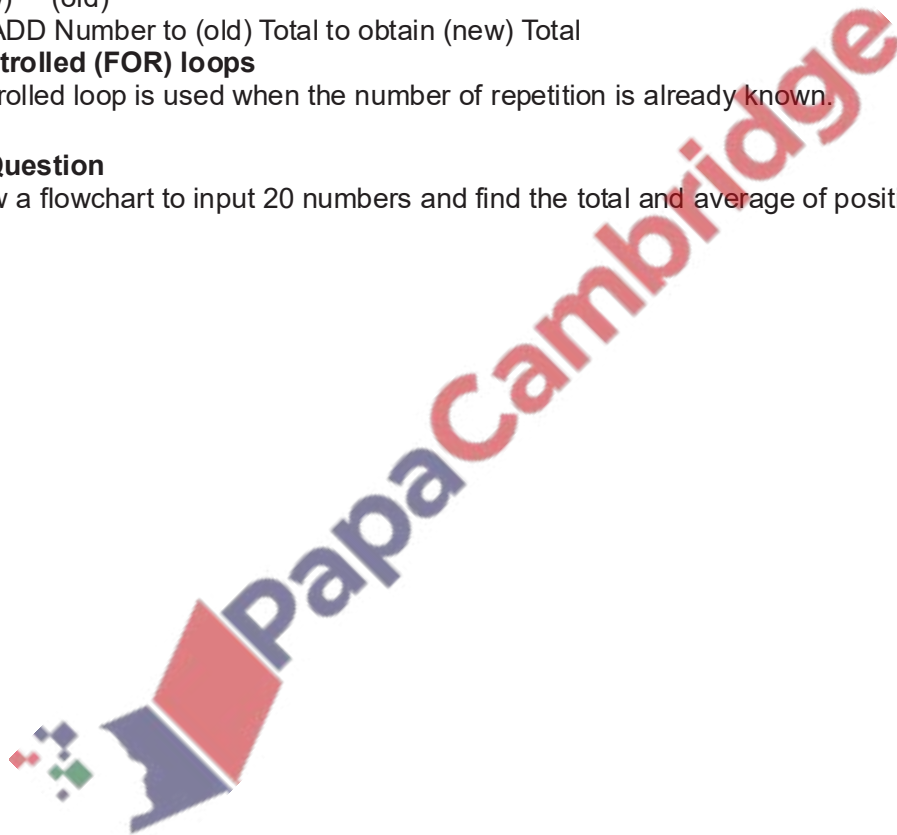 (old)
ADD Number to (old) Total to obtain (new) Total
trolled (FOR) loops
rolled loop is used when the number of repetition is already known.
Question
a flowchart to input 20 numbers and find the total and average of positi
PapaCambridge